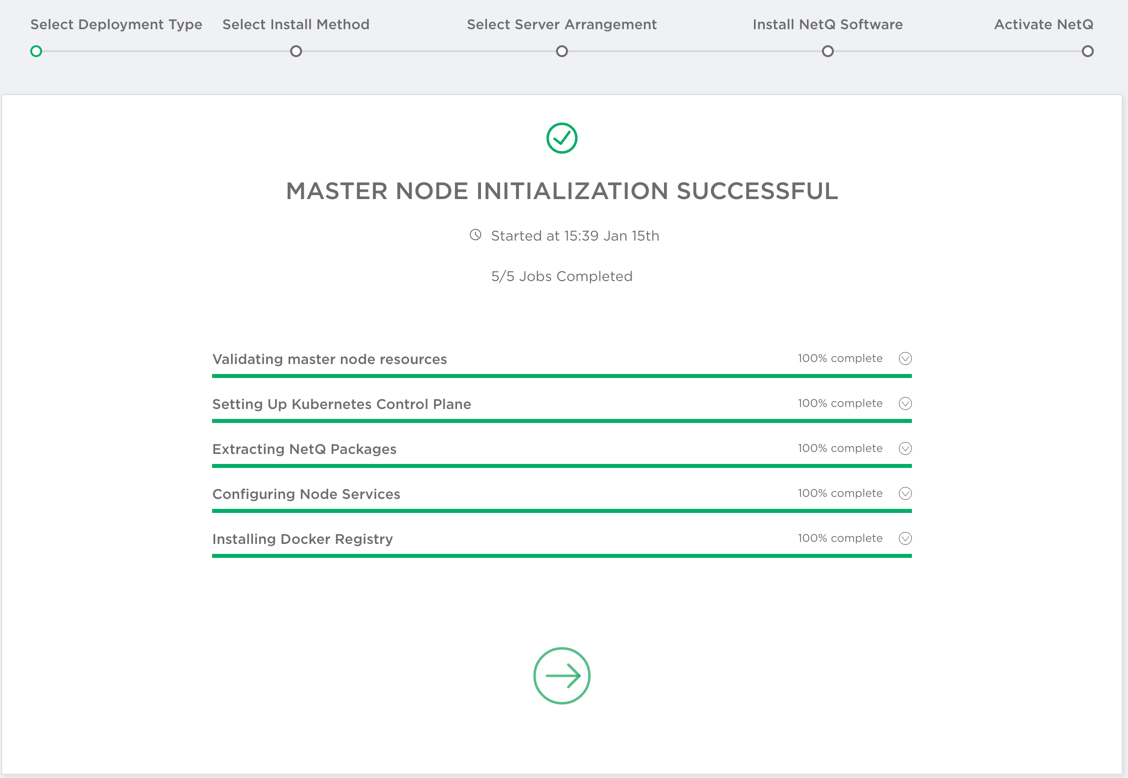 Select Deployment Type Select Install Method Select Server Arrangement Install NetQ Software Activate NetQ
MASTER NODE INITIALIZATION SUCCESSFUL
Started at 15:39 Jan 15th
5/5 Jobs Completed
Validating master node resources 100% complete
Setting Up Kubernetes Control Plane 100% complete
Extracting NetQ Packages 100% complete
Configuring Node Services 100% complete
Installing Docker Registry 100% complete